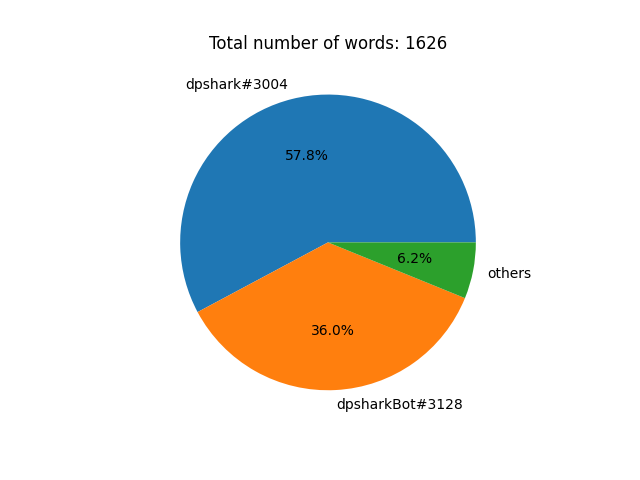 Total number of words: 1626
dpshark#3004
57.8%
6.2%
others
36.0%
dpsharkBot#3128